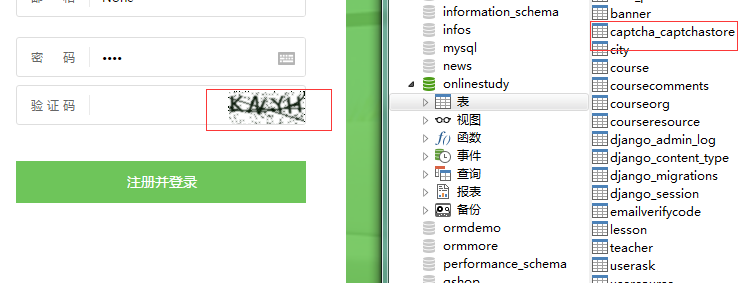 None
密 码
••••
验 证 码
KNYH
注册并登录
information_schema
infos
mysql
news
onlinestudy
表
视图
函数
事件
查询
报表
备份
ormdemo
ormmore
performance_schema
banner
captcha_captchastore
city
course
coursecomments
courseorg
courseresource
django_admin_log
django_content_type
django_migrations
django_session
emailverifycode
lesson
teacher
userask